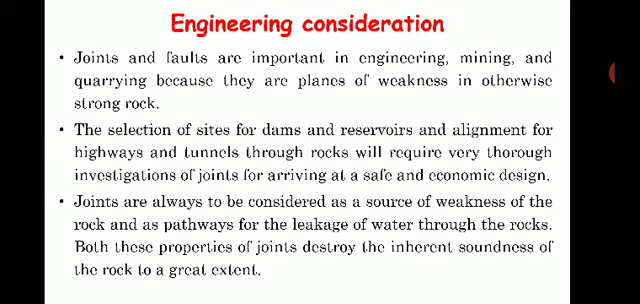 Engineering consideration
• Joints and faults are important in engineering, mining, and
quarrying because they are planes of weakness in otherwise
strong rock.
• The selection of sites for dams and reservoirs and alignment for
highways and tunnels through rocks will require very thorough
investigations of joints for arriving at a safe and economic design.
• Joints are always to be considered as a source of weakness of the
rock and as pathways for the leakage of water through the rocks.
Both these properties of joints destroy the inherent soundness of
the rock to a great extent.